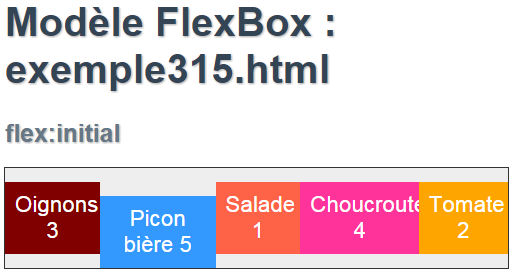 Modèle FlexBox :
exemple315.html
flex:initial
Oignons
3
Picon
bière 5
Salade
1
Choucroute
4
Tomate
2